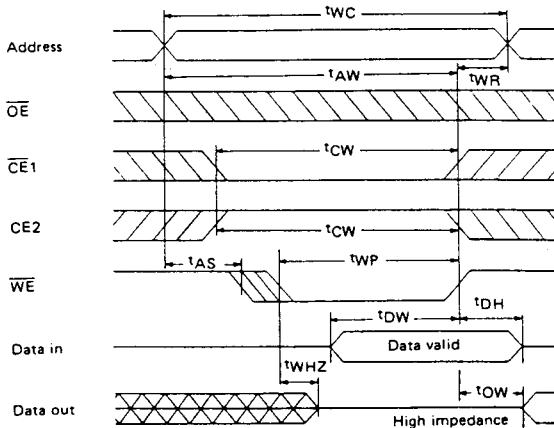 tWC
Address
tAW
tWR
OE
tCW
CE1
CE2
tCW
tAS
tWP
WE
tDW
tDH
Data in
Data valid
tWHZ
tOW
Data out
High impedance